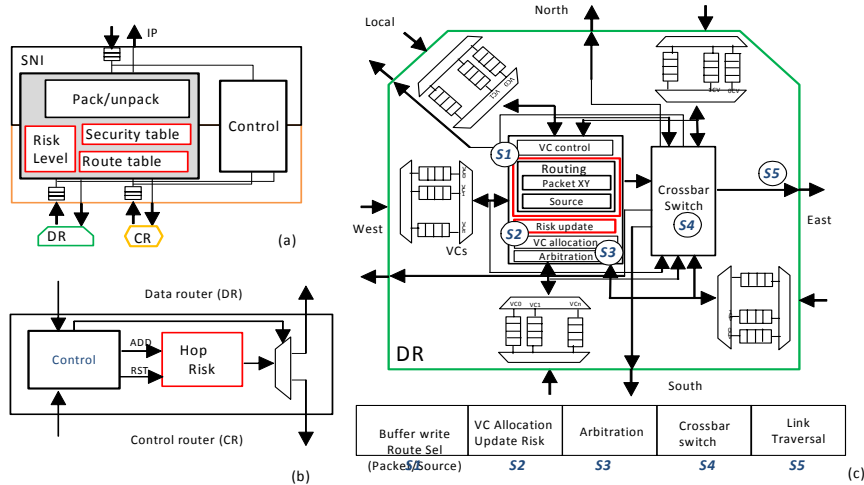 IP
SNI
Pack/unpack
Security table
Risk
Level
Route table
Control
DR
CR
(a)
Data router (DR)
Control
ADD
RST
Hop
Risk
Control router (CR)
(b)
Local
North
VC0
VC1
S1
VC control
Routing
Packet XY
Source
Risk update
S2
VC allocation
S3
Arbitration
Crossbar
Switch
S4
S5
East
West
VCs
VC0
VC1
VCn
DR
South
Buffer write
Route Sel
(Packet/Source)
S1
VC Allocation
Update Risk
S2
Arbitration
S3
Crossbar
switch
S4
Link
Traversal
S5
(c)